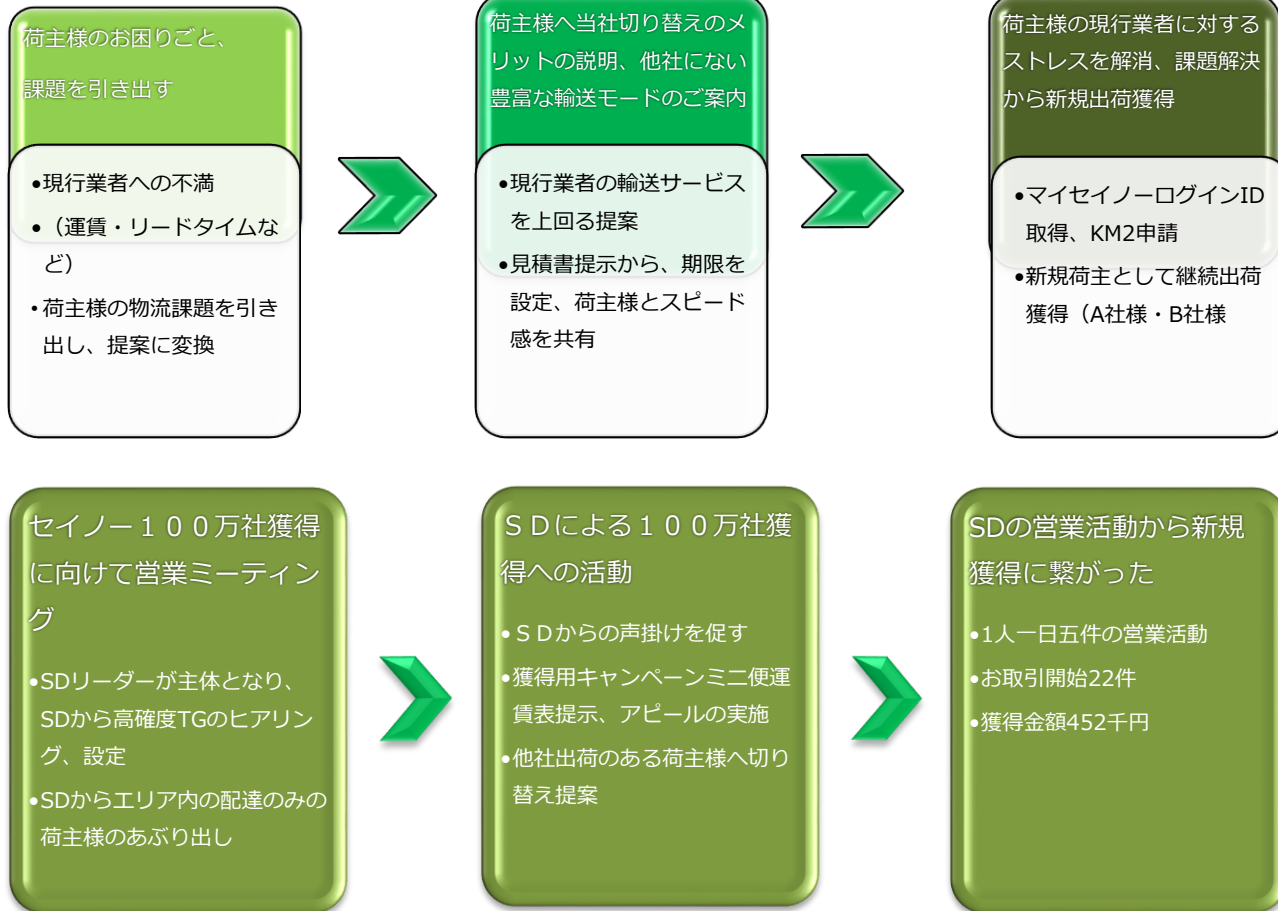 荷主様のお困りごと、
課題を引き出す
•現行業者への不満
•（運賃・リードタイムな
ど）
•荷主様の物流課題を引き
出し、提案に変換
荷主様へ当社切り替えのメ
リットの説明、他社にない
豊富な輸送モードのご案内
•現行業者の輸送サービス
を上回る提案
•見積書提示から、期限を
設定、荷主様とスピード
感を共有
荷主様の現行業者に対する
ストレスを解消、課題解決
から新規出荷獲得
•マイセイノーログインID
取得、KM2申請
•新規荷主として継続出荷
獲得（A社様・B社様
セイノー１００万社獲得
に向けて営業ミーティン
グ
•SDリーダーが主体となり、
SDから高確度TGのヒアリン
グ、設定
•SDからエリア内の配達のみの
荷主様のあぶり出し
ＳＤによる１００万社獲
得への活動
•ＳＤからの声掛けを促す
•獲得用キャンペーンミニ便運
賃表提示、アピールの実施
•他社出荷のある荷主様へ切り
替え提案
SDの営業活動から新規
獲得に繋がった
•1人一日五件の営業活動
•お取引開始22件
•獲得金額452千円